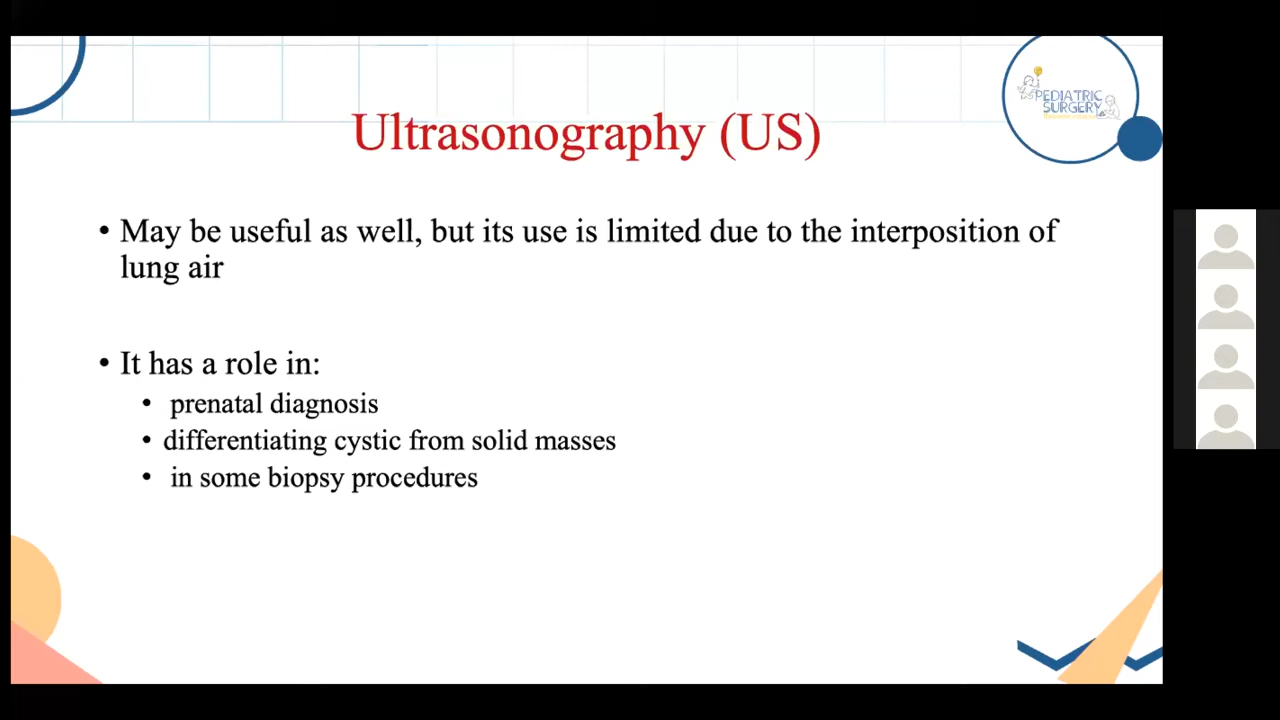 PEDIATRIC
SURGERY
Ultrasonography (US)
• May be useful as well, but its use is limited due to the interposition of
lung air
• It has a role in:
• prenatal diagnosis
• differentiating cystic from solid masses
• in some biopsy procedures